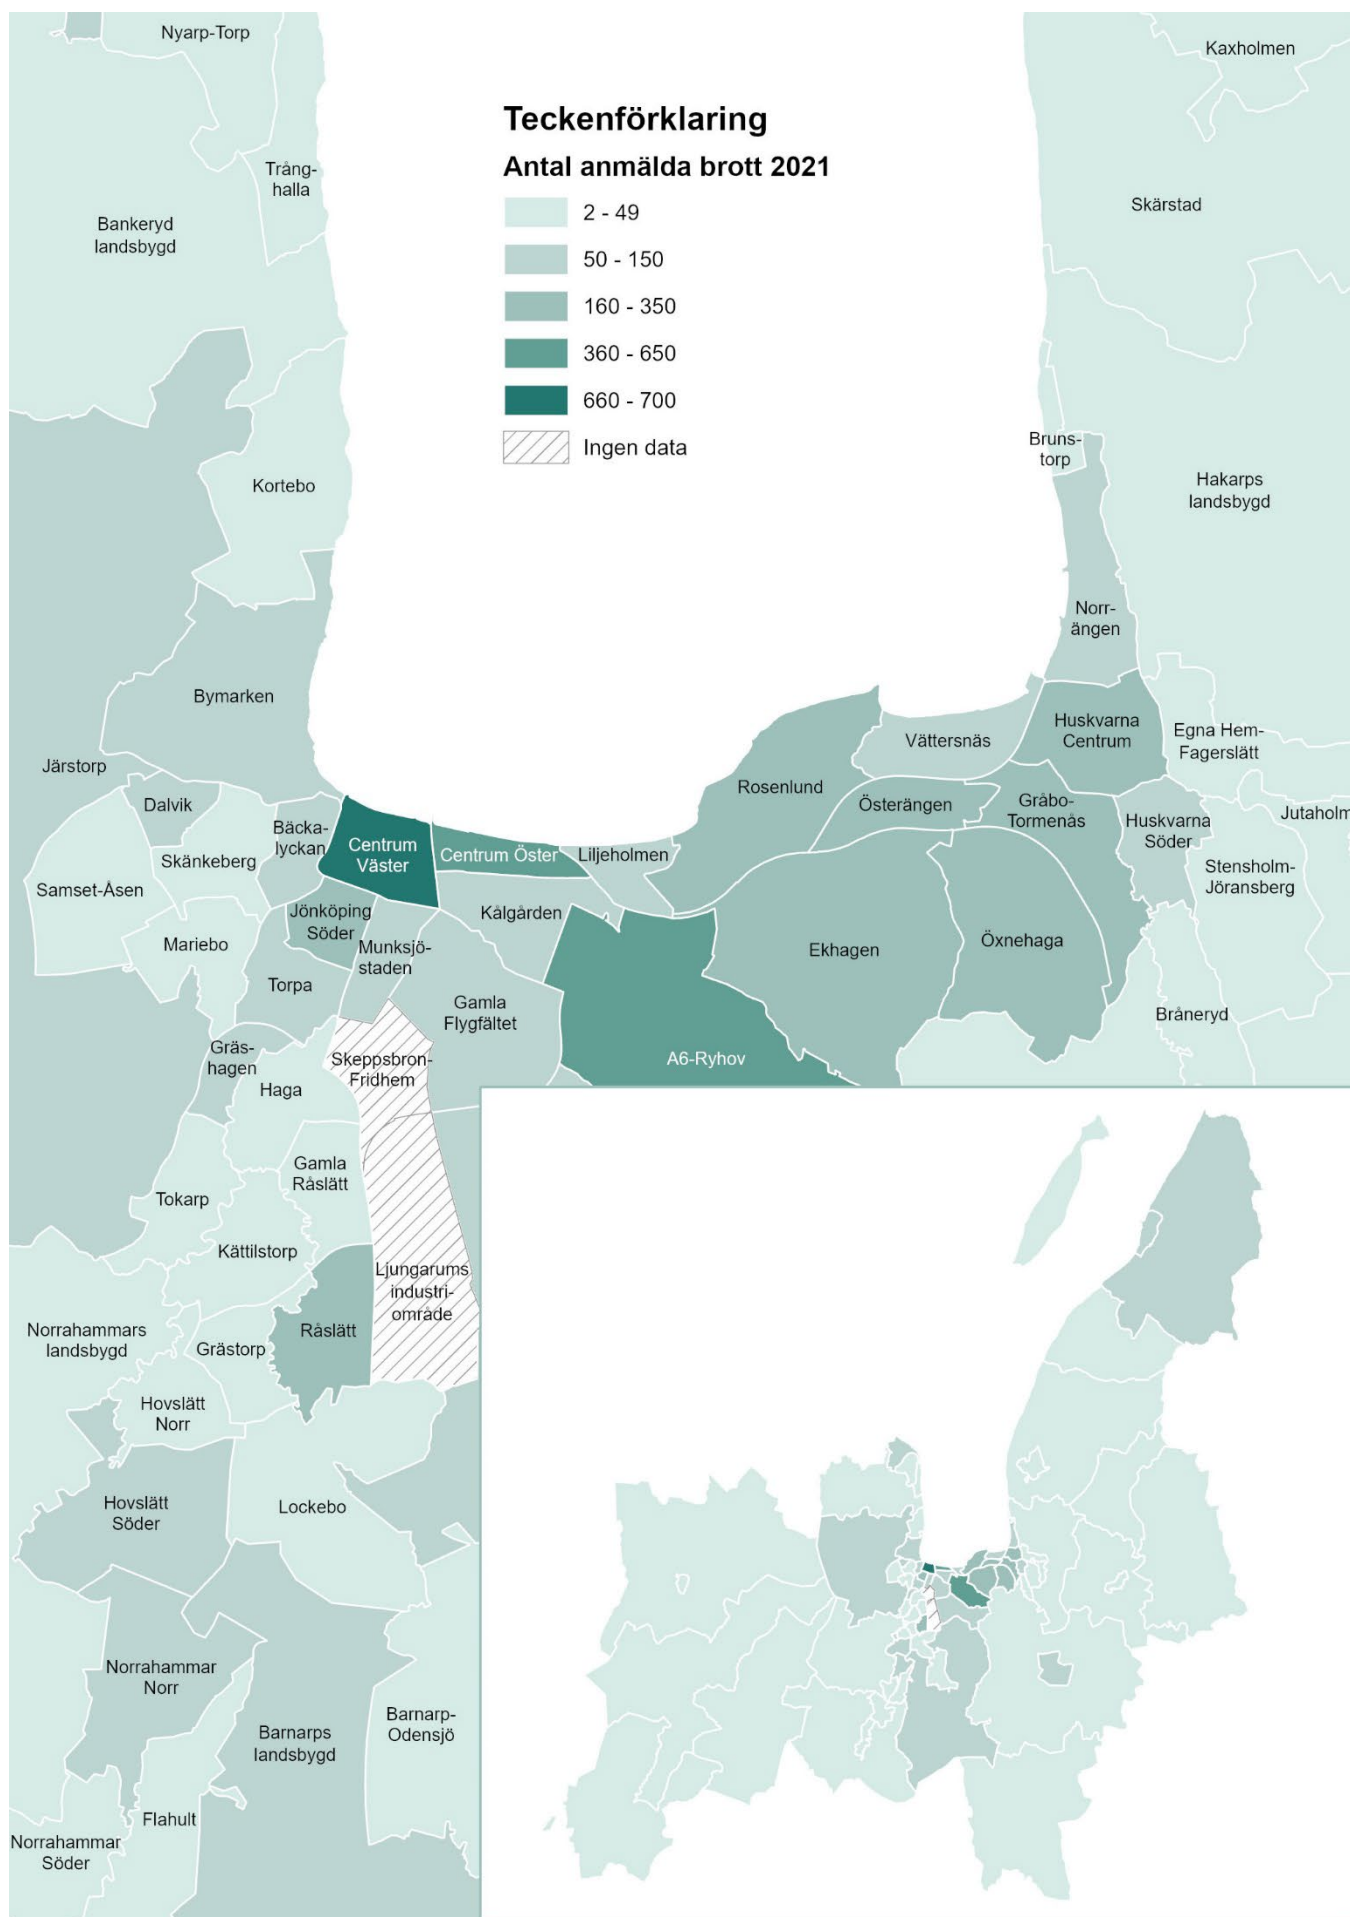 Nyarp-Torp
Kaxholmen
Teckenförklaring
Antal anmälda brott 2021
2 - 49
50 - 150
160 - 350
360 - 650
660 - 700
Ingen data
Trång-
halla
Bankeryd
landsbygd
Skärstad
Kortebo
Bruns-
torp
Hakarps
landsbygd
Norr-
ängen
Bymarken
Huskvarna
Centrum
Egna Hem-
Fagerslätt
Vättersnäs
Järstorp
Rosenlund
Dalvik
Österängen
Gråbo-
Tormenås
Jutaholm
Bäcka-
lyckan
Huskvarna
Söder
Centrum
Väster
Centrum Öster
Liljeholmen
Skänkeberg
Stensholm-
Jöransberg
Samset-Åsen
Jönköping
Söder
Kålgården
Mariebo
Munksjö-
staden
Ekhagen
Öxnehaga
Torpa
Gamla
Flygfältet
Bråneryd
Gräs-
hagen
Skeppsbron-
Fridhem
A6-Ryhov
Haga
Gamla
Råslätt
Tokarp
Kättilstorp
Ljungarums
industri-
område
Norrahammars
landsbygd
Råslätt
Grästorp
Hovslätt
Norr
Hovslätt
Söder
Lockebo
Norrahammar
Norr
Barnarps
landsbygd
Barnarp-
Odensjö
Flahult
Norrahammar
Söder